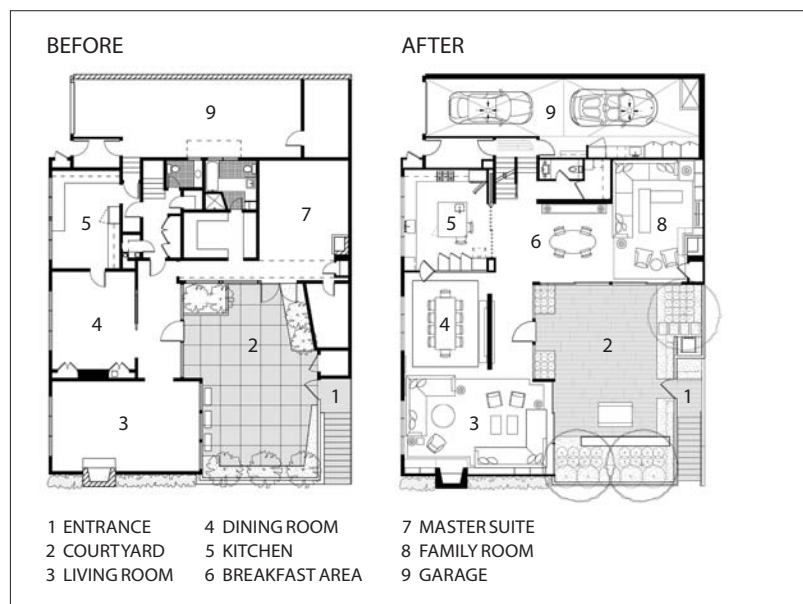 BEFORE
9
5
7
4
2
1
3
AFTER
9
5
6
8
4
2
1
3
1 ENTRANCE
2 COURTYARD
3 LIVING ROOM
4 DINING ROOM
5 KITCHEN
6 BREAKFAST AREA
7 MASTER SUITE
8 FAMILY ROOM
9 GARAGE